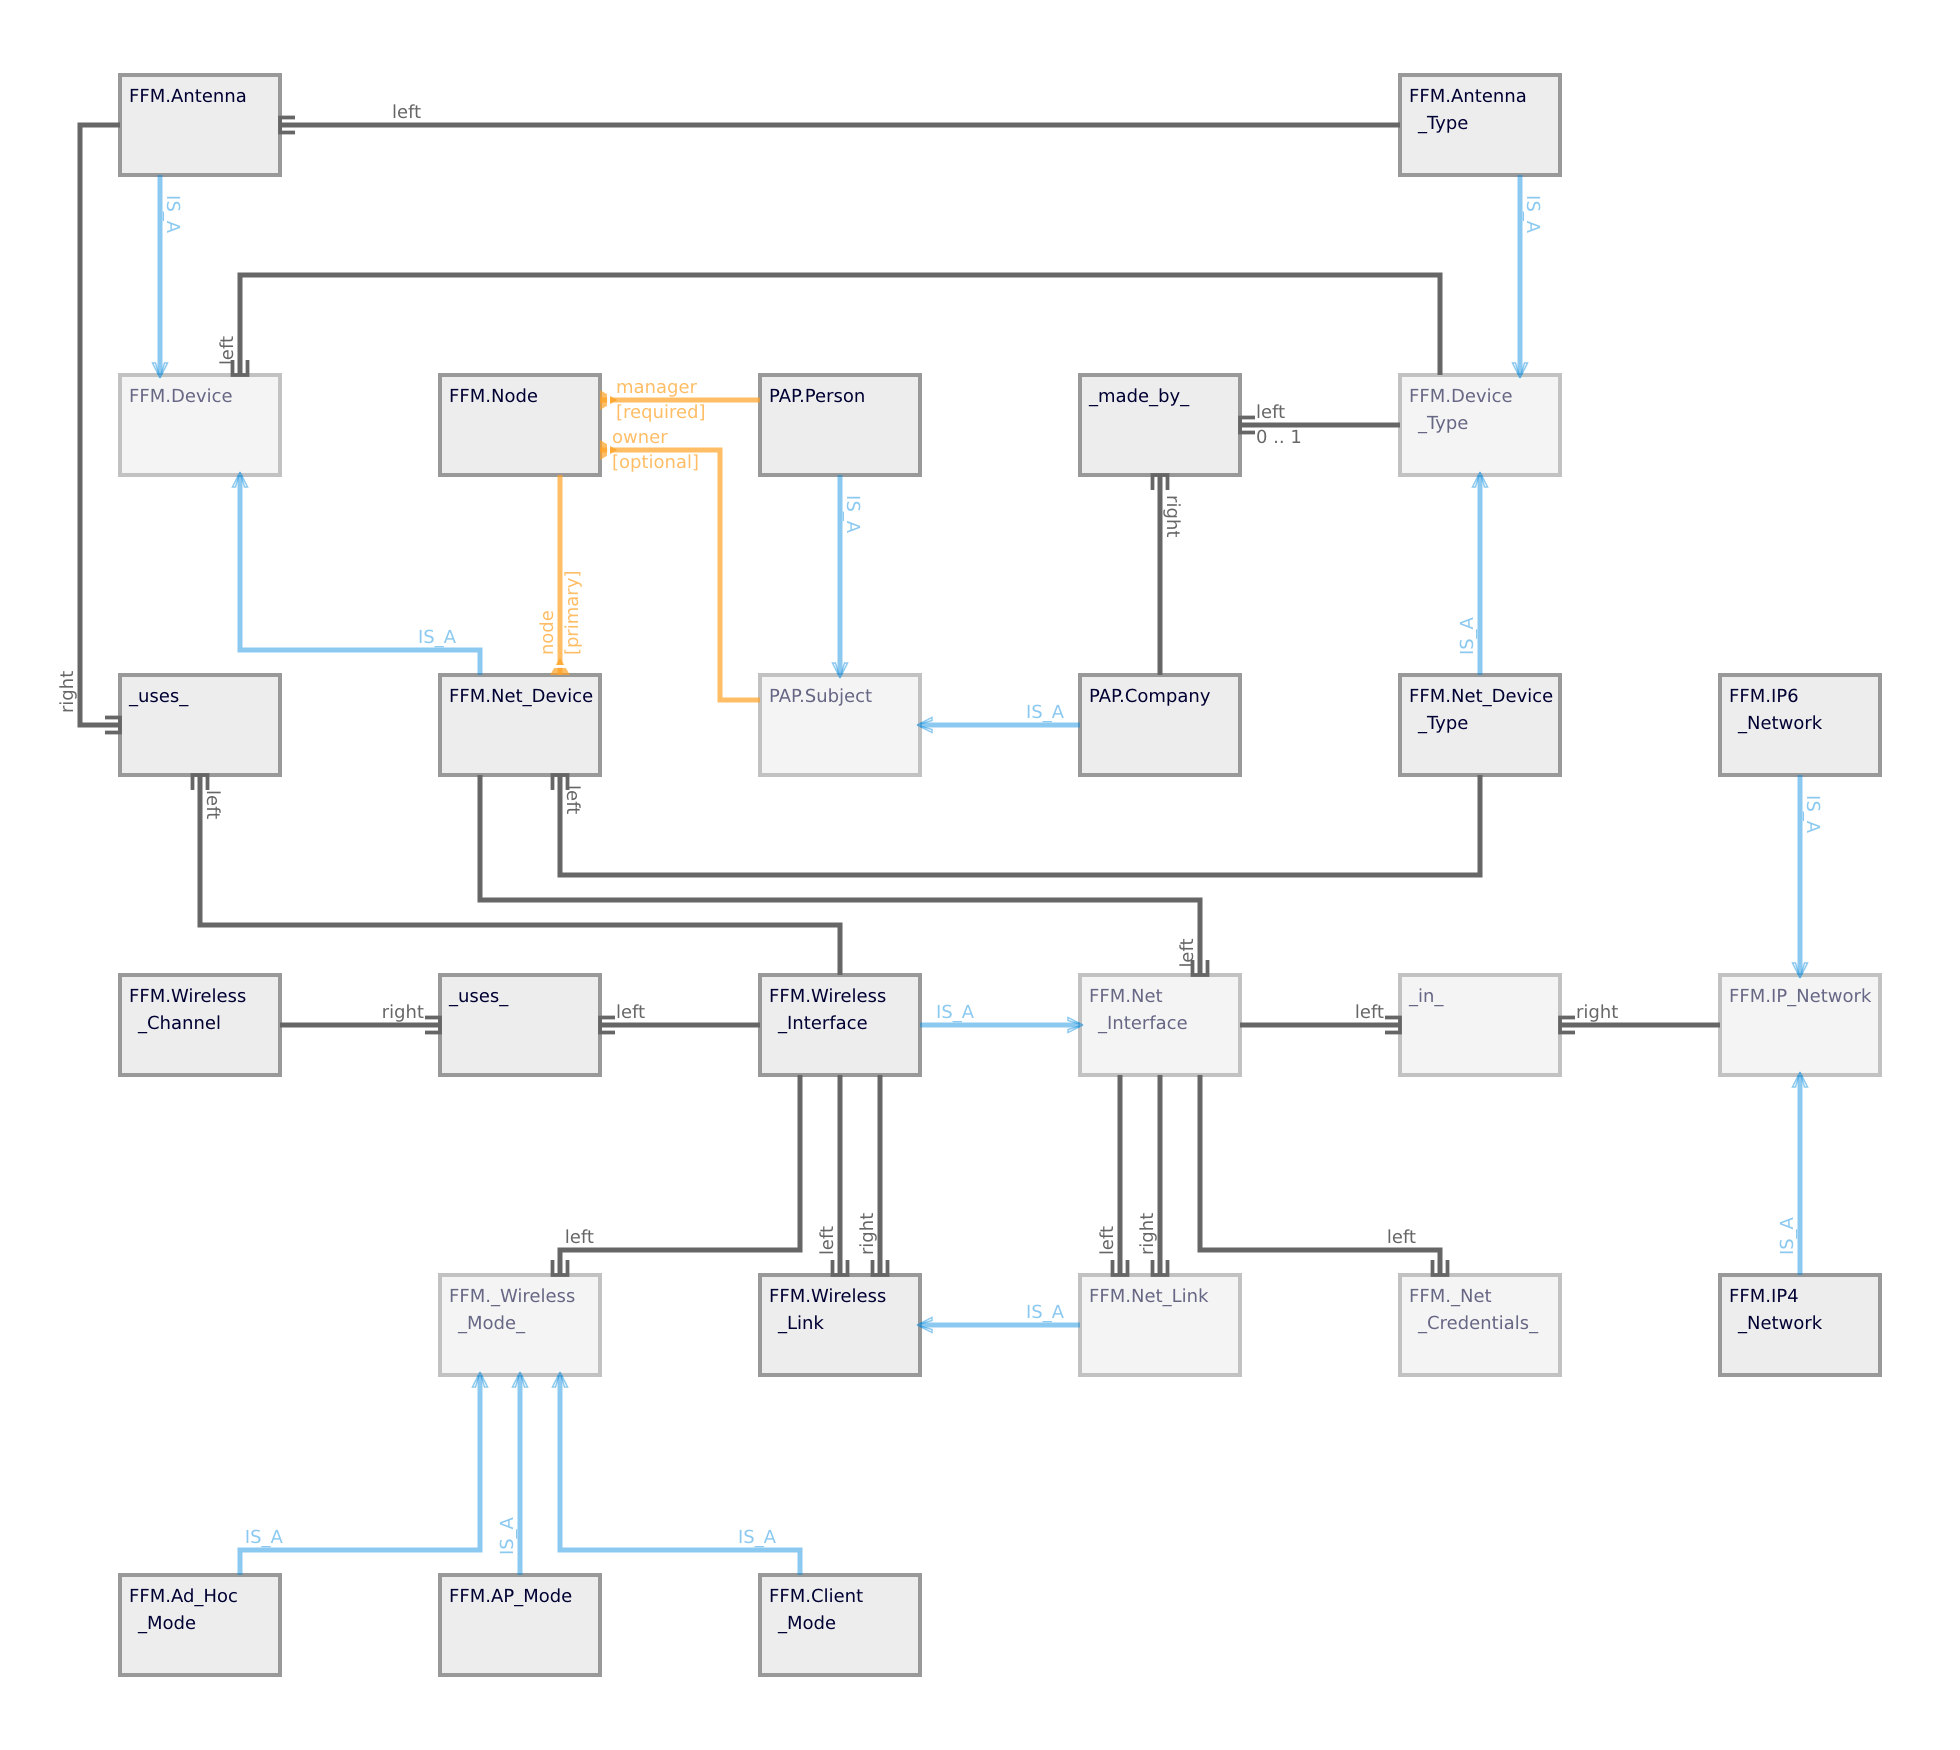 FFM.Antenna
left
FFM.Antenna
_Type
IS_A
IS_A
left
FFM.Device
FFM.Node
manager
[required]
owner
[optional]
PAP.Person
_made_by_
left
0 .. 1
FFM.Device
_Type
IS_A
right
node
[primary]
IS_A
IS_A
right
_uses_
FFM.Net_Device
PAP.Subject
IS_A
PAP.Company
FFM.Net_Device
_Type
FFM.IP6
_Network
left
left
IS_A
left
FFM.Wireless
_Channel
right
_uses_
left
FFM.Wireless
_Interface
IS_A
FFM.Net
_Interface
left
_in_
right
FFM.IP_Network
left
left
right
left
right
left
IS_A
FFM._Wireless
_Mode_
FFM.Wireless
_Link
IS_A
FFM.Net_Link
FFM._Net
_Credentials_
FFM.IP4
_Network
IS_A
IS_A
IS_A
FFM.Ad_Hoc
_Mode
FFM.AP_Mode
FFM.Client
_Mode